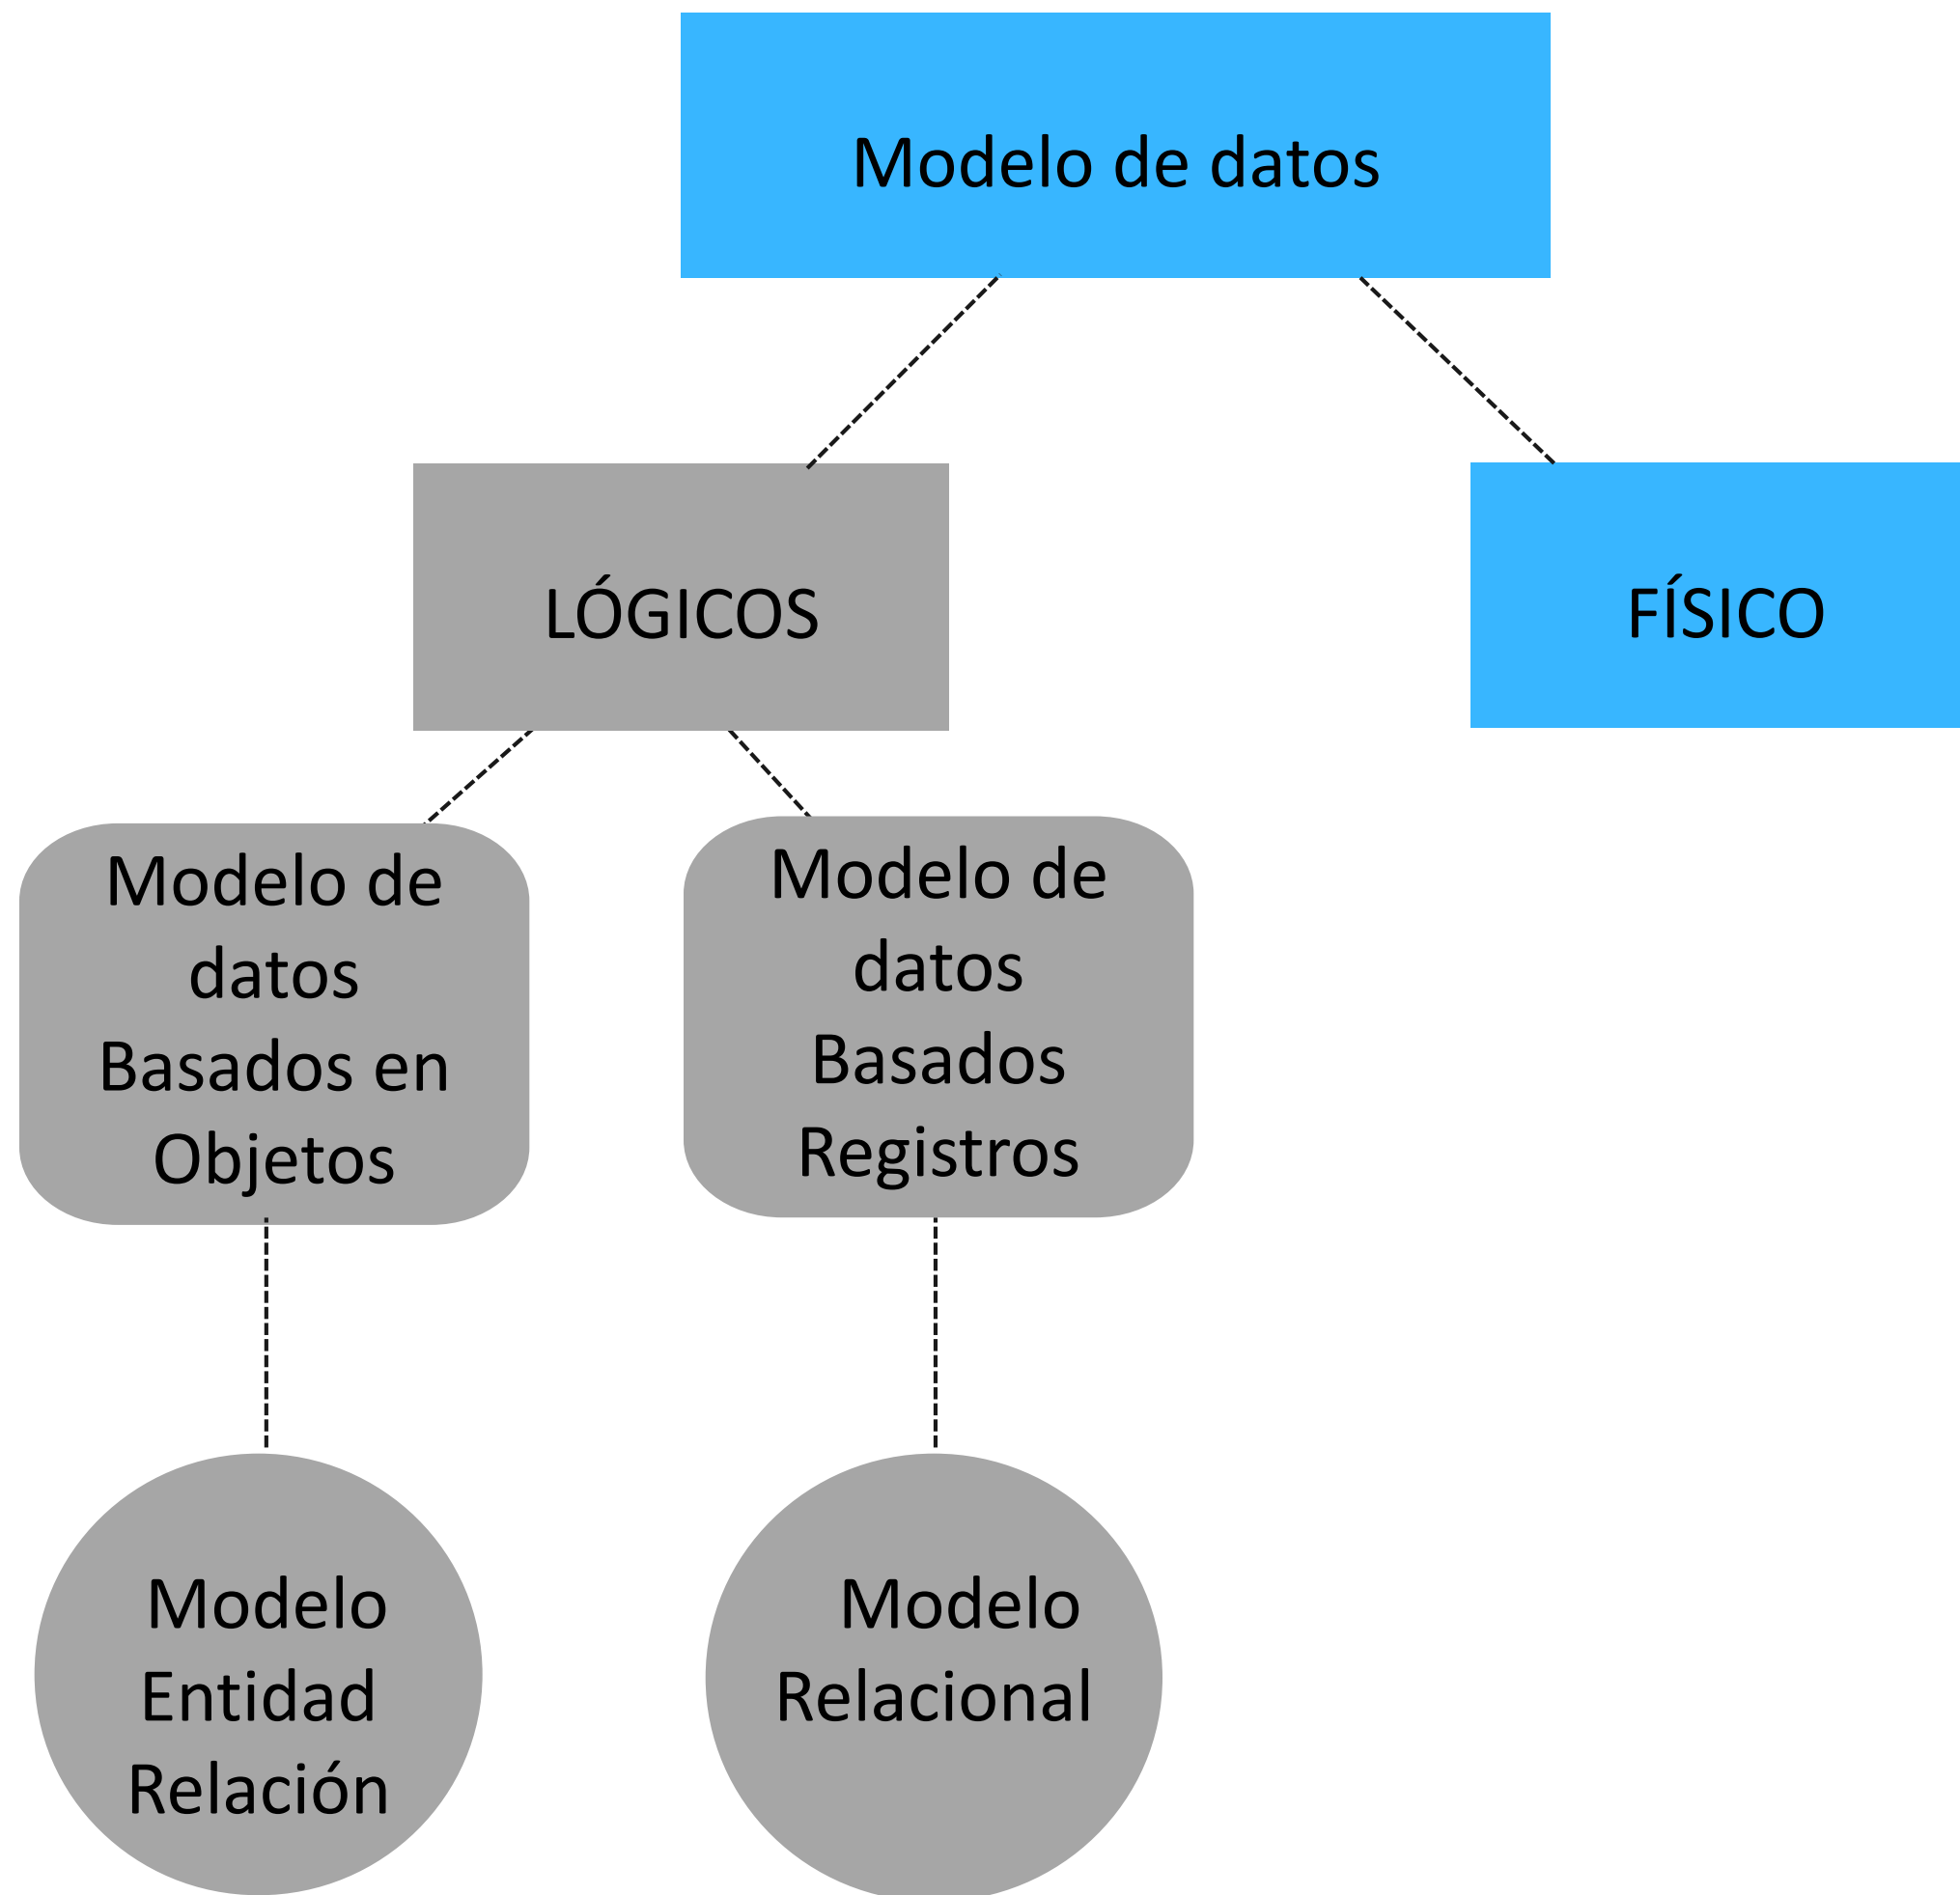 Modelo de datos
LÓGICOS
FÍSICO
Modelo de
datos
Basados en
Objetos
Modelo de
datos
Basados
Registros
Modelo
Entidad
Relación
Modelo
Relacional